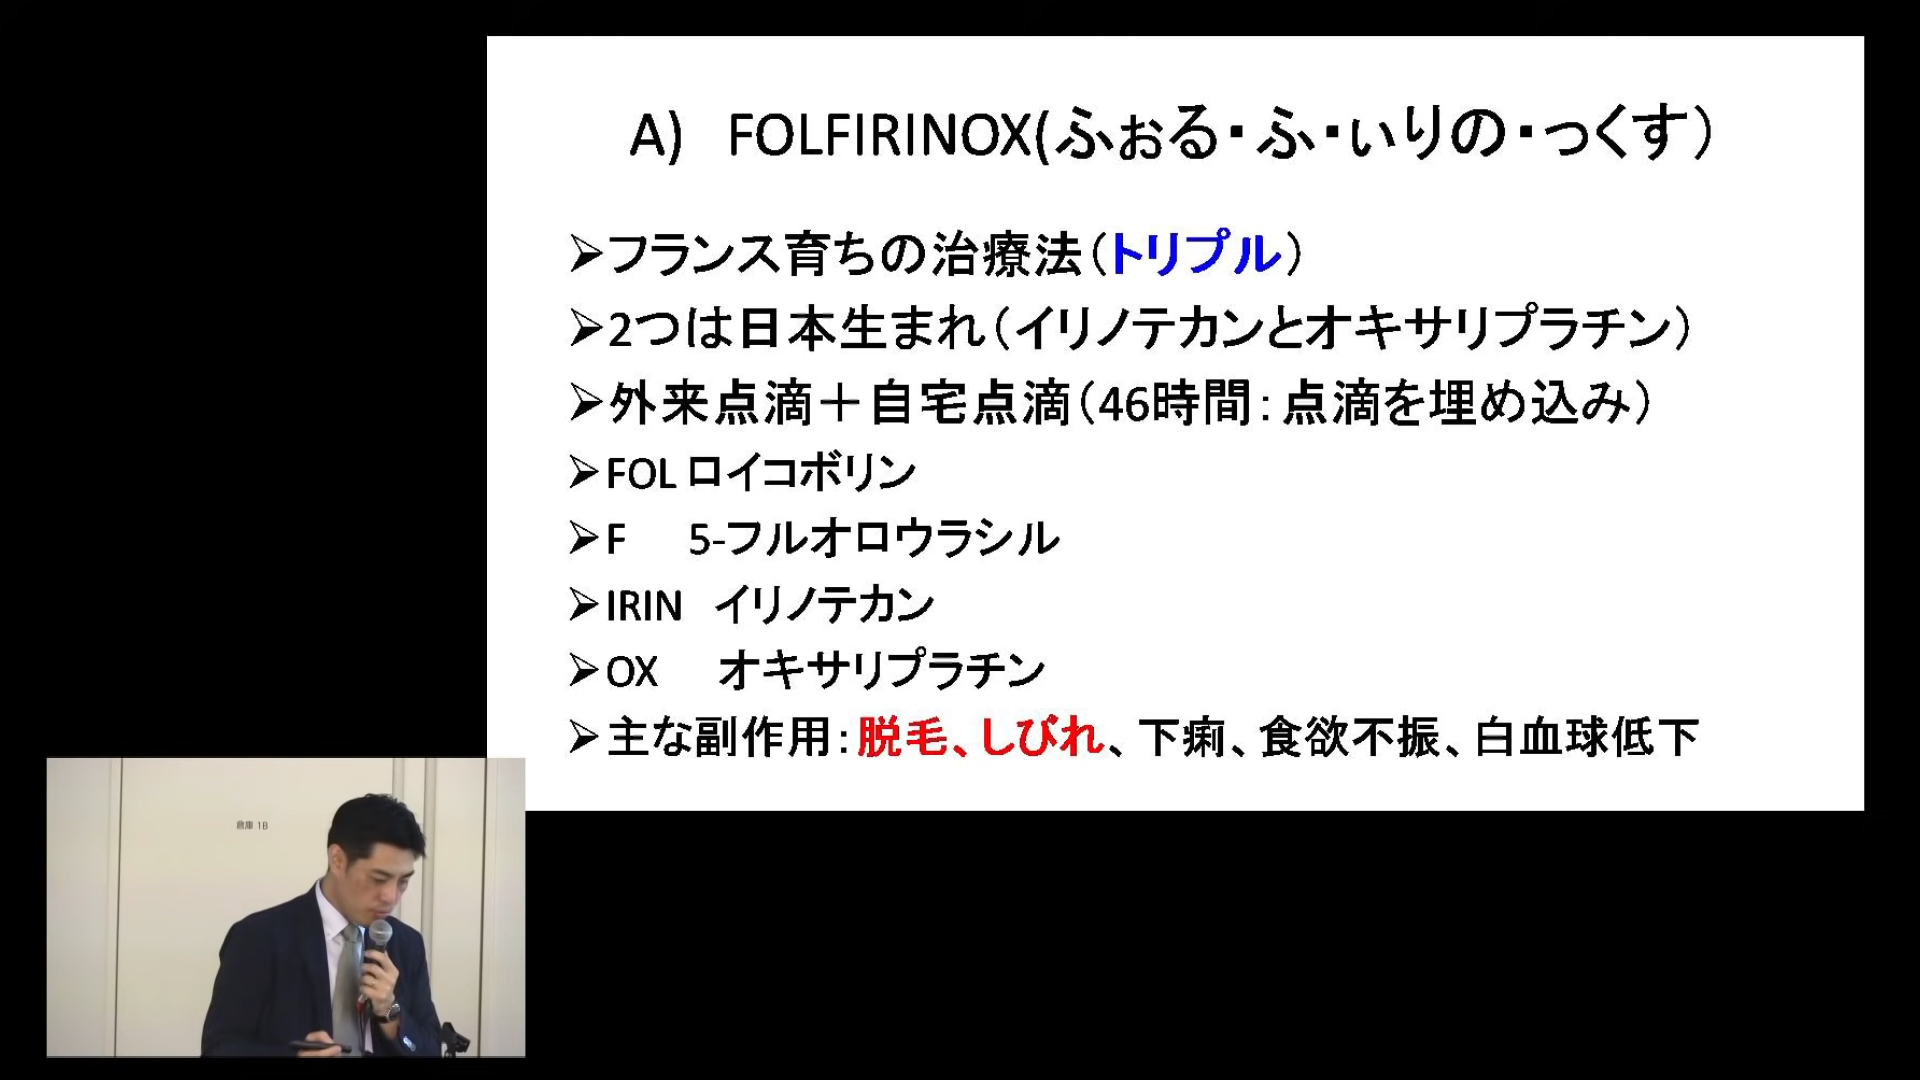 A) FOLFIRINOX(ふぉる・ふ・ぃりの・っくす)
➢フランス育ちの治療法(トリプル)
➢2つは日本生まれ(イリノテカンとオキサリプラチン)
➢外来点滴＋自宅点滴(46時間:点滴を埋め込み)
➢FOL ロイコボリン
➢F 5-フルオロウラシル
➢IRIN イリノテカン
➢OX オキサリプラチン
➢主な副作用:脱毛、しびれ、下痢、食欲不振、白血球低下
倉庫 1B